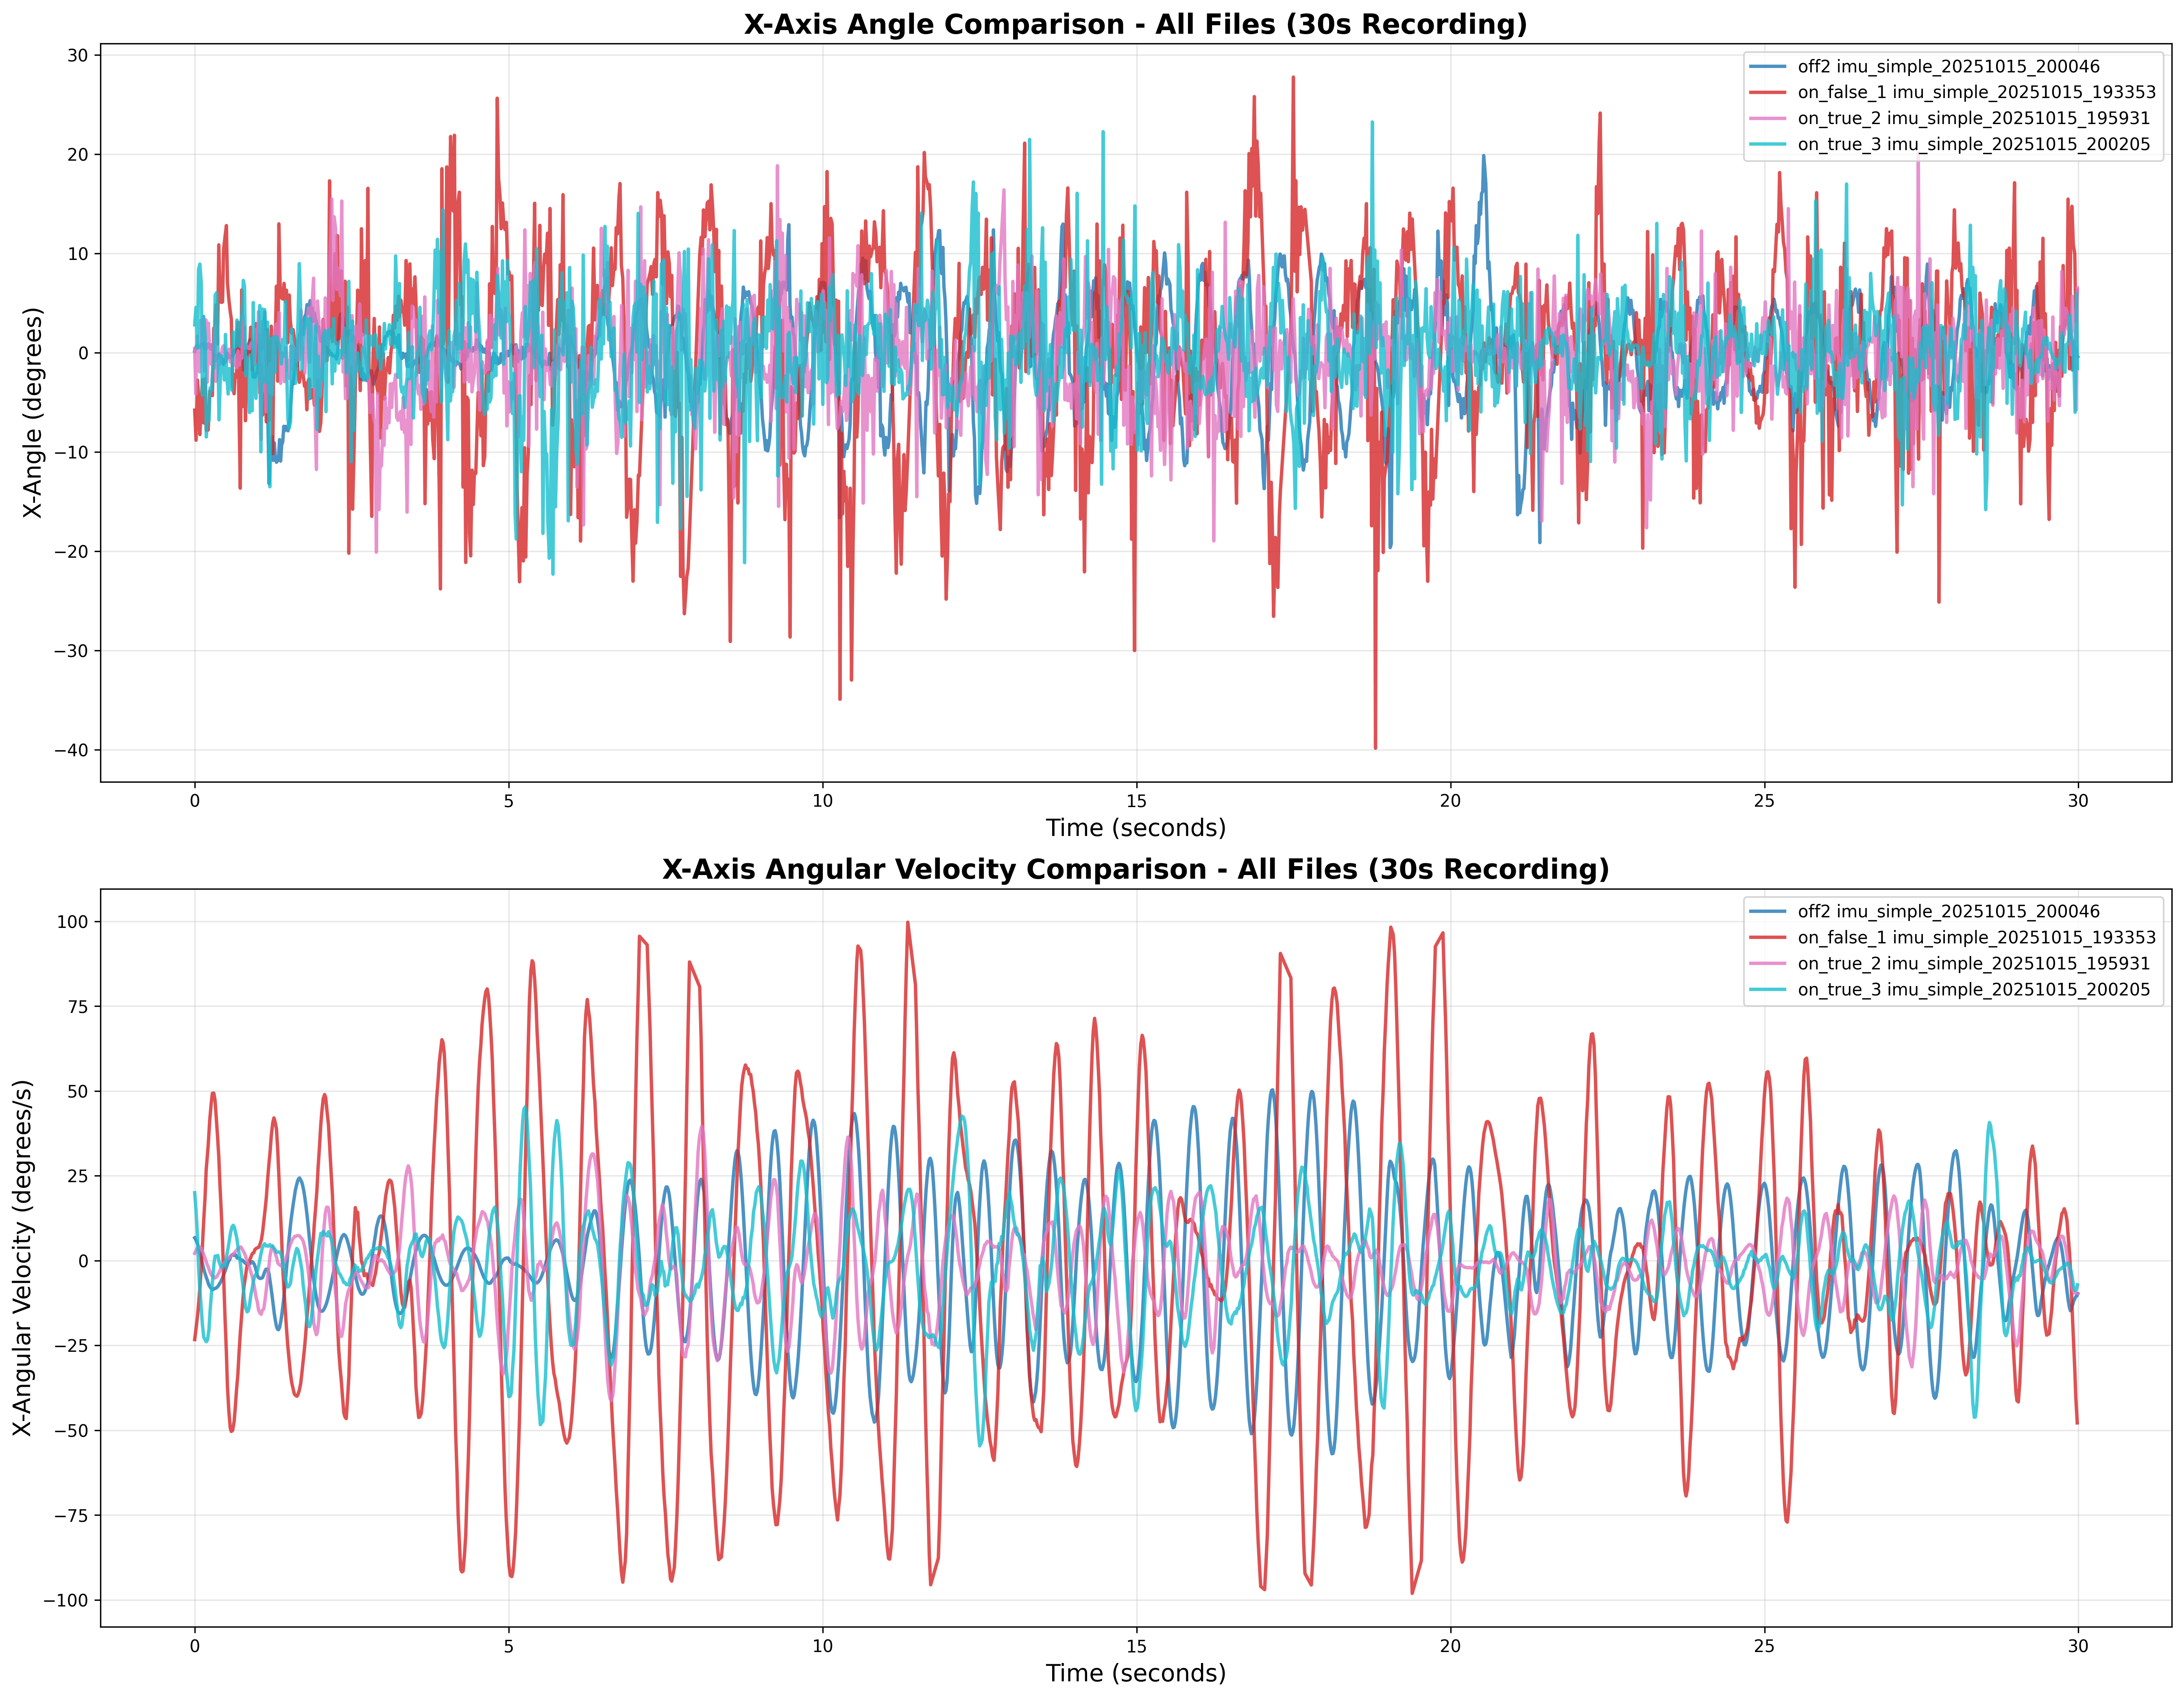 X-Axis Angle Comparison - All Files (30s Recording)
30
20
10
0
−10
−20
−30
−40
X-Angle (degrees)
off2 imu_simple_20251015_200046
on_false_1 imu_simple_20251015_193353
on_true_2 imu_simple_20251015_195931
on_true_3 imu_simple_20251015_200205
0 5 10 15 20 25 30
Time (seconds)
X-Axis Angular Velocity Comparison - All Files (30s Recording)
100
75
50
25
0
−25
−50
−75
−100
X-Angular Velocity (degrees/s)
off2 imu_simple_20251015_200046
on_false_1 imu_simple_20251015_193353
on_true_2 imu_simple_20251015_195931
on_true_3 imu_simple_20251015_200205
0 5 10 15 20 25 30
Time (seconds)